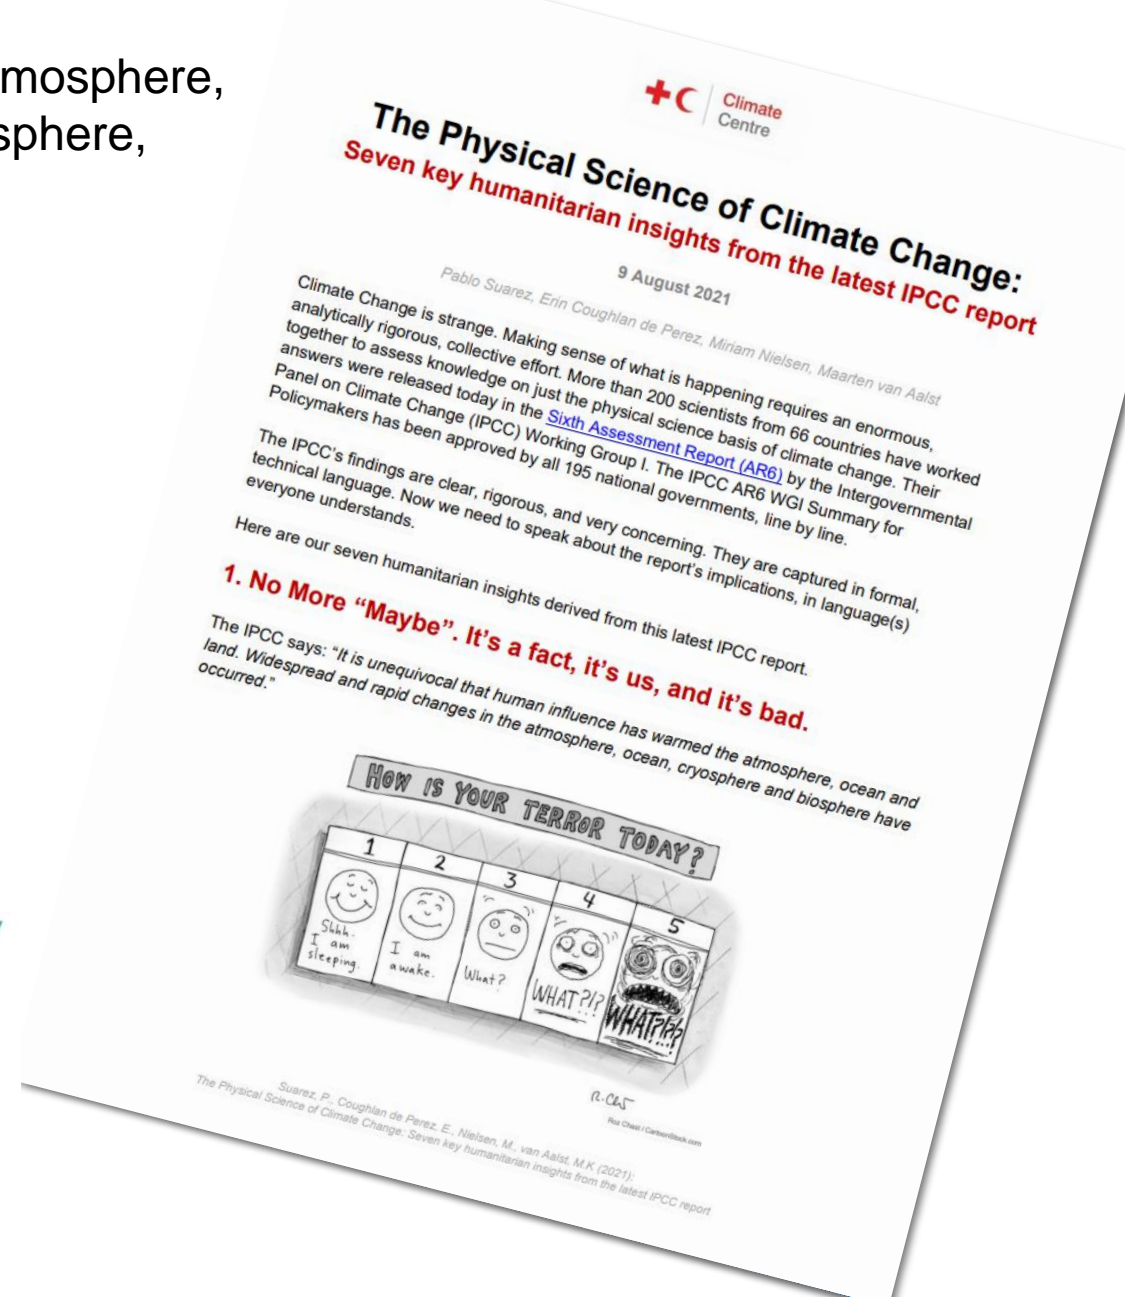 mosphere,
sphere,
Climate
Centre
The Physical Science of Climate Change:
Seven key humanitarian insights from the latest IPCC report
9 August 2021
Pablo Suarez, Erin Coughlan de Perez, Miriam Nielsen, Maarten van Aalst
Climate Change is strange. Making sense of what is happening requires an enormous,
analytically rigorous, collective effort. More than 200 scientists from 66 countries have worked
together to assess knowledge on just the physical science basis of climate change. Their
answers were released today in the Sixth Assessment Report (AR6) by the Intergovernmental
Panel on Climate Change (IPCC) Working Group I. The IPCC AR6 WGI Summary for
Policymakers has been approved by all 195 national governments, line by line.
The IPCC's findings are clear, rigorous, and very concerning. They are captured in formal,
technical language. Now we need to speak about the report's implications, in language(s)
everyone understands.
Here are our seven humanitarian insights derived from this latest IPCC report.
1. No More “Maybe”. It’s a fact, it’s us, and it’s bad.
The IPCC says: “It is unequivocal that human influence has warmed the atmosphere, ocean and
land. Widespread and rapid changes in the atmosphere, ocean, cryosphere and biosphere have
occurred.”
HOW IS YOUR TERROR TODAY?
1
2
3
4
5
Shhh.
I am
sleeping.
I am
awake.
What?
WHAT?!?
WHAT?!?!?
R. Chast
Roz Chast / CartoonStock.com
Suarez, P., Coughlan de Perez, E., Nielsen, M., van Aalst, M.K (2021):
The Physical Science of Climate Change: Seven key humanitarian insights from the latest IPCC report